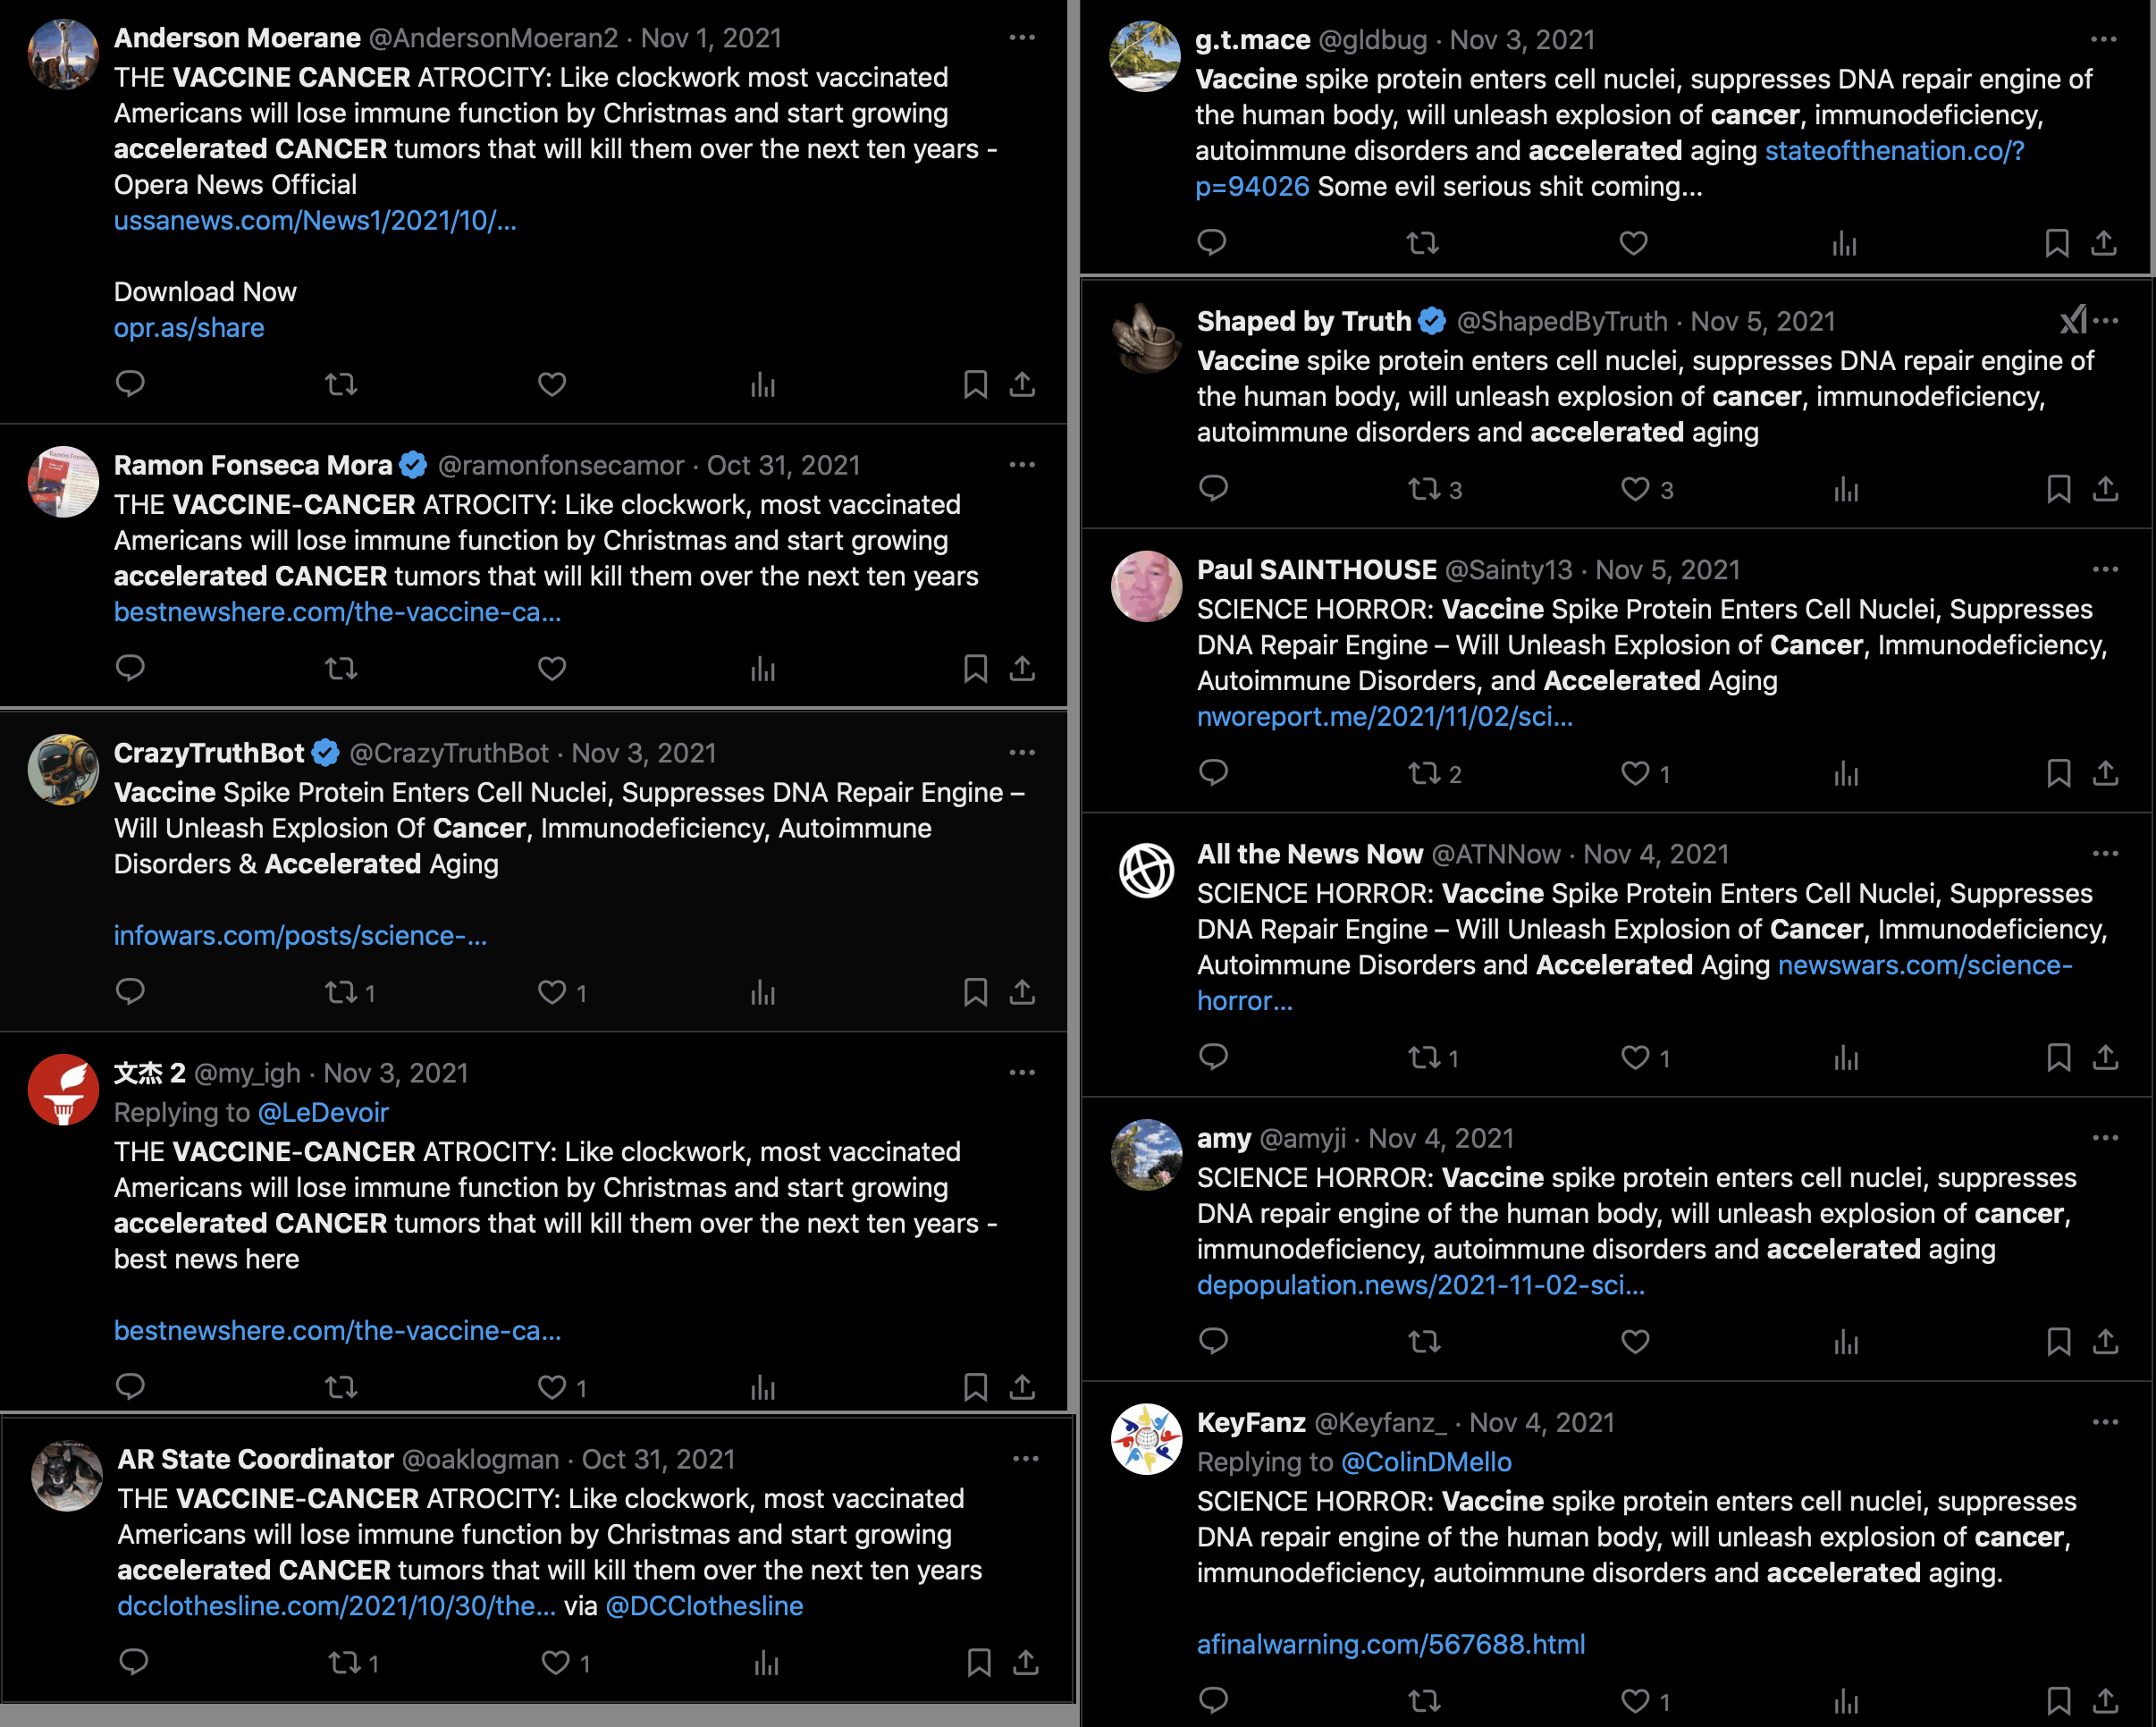 Anderson Moerane @AndersonMoeran2 · Nov 1, 2021
THE VACCINE CANCER ATROCITY: Like clockwork most vaccinated
Americans will lose immune function by Christmas and start growing
accelerated CANCER tumors that will kill them over the next ten years -
Opera News Official
ussanews.com/News1/2021/10/...
Download Now
opr.as/share
Ramon Fonseca Mora @ramonfonsecamor · Oct 31, 2021
THE VACCINE-CANCER ATROCITY: Like clockwork, most vaccinated
Americans will lose immune function by Christmas and start growing
accelerated CANCER tumors that will kill them over the next ten years
bestnewshere.com/the-vaccine-ca...
CrazyTruthBot @CrazyTruthBot · Nov 3, 2021
Vaccine Spike Protein Enters Cell Nuclei, Suppresses DNA Repair Engine –
Will Unleash Explosion Of Cancer, Immunodeficiency, Autoimmune
Disorders & Accelerated Aging
infowars.com/posts/science-...
1 1
文杰 2 @my_igh · Nov 3, 2021
Replying to @LeDevoir
THE VACCINE-CANCER ATROCITY: Like clockwork, most vaccinated
Americans will lose immune function by Christmas and start growing
accelerated CANCER tumors that will kill them over the next ten years -
best news here
bestnewshere.com/the-vaccine-ca...
1
AR State Coordinator @oaklogman · Oct 31, 2021
THE VACCINE-CANCER ATROCITY: Like clockwork, most vaccinated
Americans will lose immune function by Christmas and start growing
accelerated CANCER tumors that will kill them over the next ten years
dcclothesline.com/2021/10/30/the... via @DCClothesline
1 1
g.t.mace @gldbug · Nov 3, 2021
Vaccine spike protein enters cell nuclei, suppresses DNA repair engine of
the human body, will unleash explosion of cancer, immunodeficiency,
autoimmune disorders and accelerated aging stateofthenation.co/?
p=94026 Some evil serious shit coming...
Shaped by Truth @ShapedByTruth · Nov 5, 2021
Vaccine spike protein enters cell nuclei, suppresses DNA repair engine of
the human body, will unleash explosion of cancer, immunodeficiency,
autoimmune disorders and accelerated aging
3 3
Paul SAINTHOUSE @Sainty13 · Nov 5, 2021
SCIENCE HORROR: Vaccine Spike Protein Enters Cell Nuclei, Suppresses
DNA Repair Engine – Will Unleash Explosion of Cancer, Immunodeficiency,
Autoimmune Disorders, and Accelerated Aging
nworeport.me/2021/11/02/sci...
2 1
All the News Now @ATNNow · Nov 4, 2021
SCIENCE HORROR: Vaccine Spike Protein Enters Cell Nuclei, Suppresses
DNA Repair Engine – Will Unleash Explosion of Cancer, Immunodeficiency,
Autoimmune Disorders and Accelerated Aging newswars.com/science-
horror...
1 1
amy @amyji · Nov 4, 2021
SCIENCE HORROR: Vaccine spike protein enters cell nuclei, suppresses
DNA repair engine of the human body, will unleash explosion of cancer,
immunodeficiency, autoimmune disorders and accelerated aging
depopulation.news/2021-11-02-sci...
KeyFanz @Keyfanz_ · Nov 4, 2021
Replying to @ColinDMello
SCIENCE HORROR: Vaccine spike protein enters cell nuclei, suppresses
DNA repair engine of the human body, will unleash explosion of cancer,
immunodeficiency, autoimmune disorders and accelerated aging.
afinalwarning.com/567688.html
1